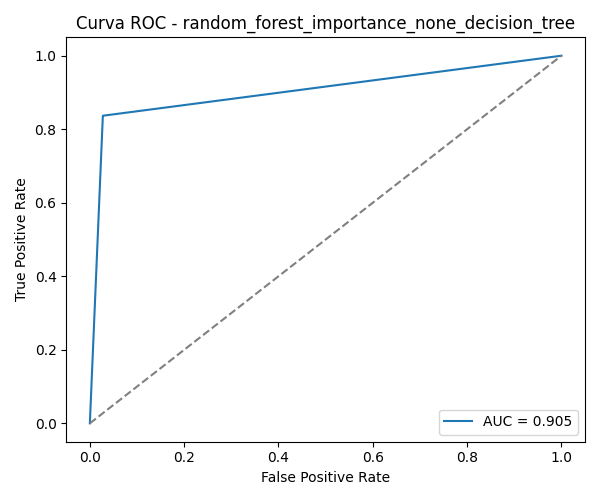 Curva ROC - random_forest_importance_none_decision_tree
True Positive Rate
1.0
0.8
0.6
0.4
0.2
0.0
0.0 0.2 0.4 0.6 0.8 1.0
False Positive Rate
AUC = 0.905